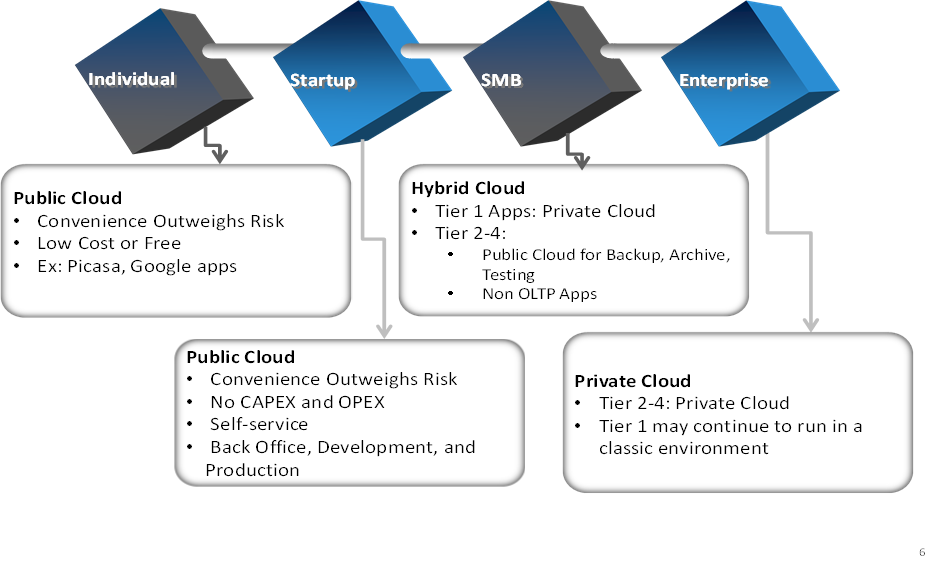 Individual
Startup
SMB
Enterprise
Public Cloud
• Convenience Outweighs Risk
• Low Cost or Free
• Ex: Picasa, Google apps
Hybrid Cloud
• Tier 1 Apps: Private Cloud
• Tier 2-4:
• Public Cloud for Backup, Archive,
Testing
• Non OLTP Apps
Public Cloud
• Convenience Outweighs Risk
• No CAPEX and OPEX
• Self-service
• Back Office, Development, and
Production
Private Cloud
• Tier 2-4: Private Cloud
• Tier 1 may continue to run in a
classic environment
6